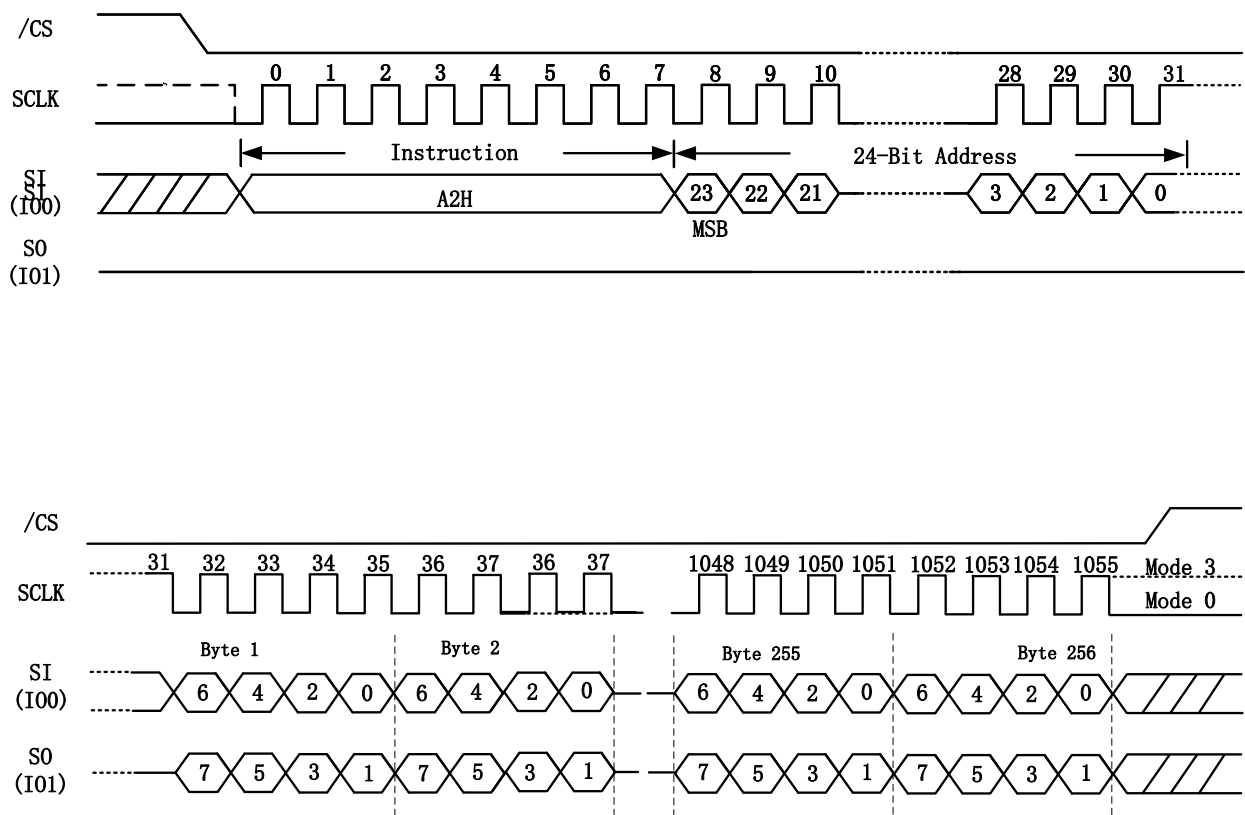 /CS
0 1 2 3 4 5 6 7 8 9 10 28 29 30 31
SCLK
Instruction 24-Bit Address
SI
SI
(IO0)
A2H 23 22 21 3 2 1 0
MSB
SO
(IO1)
/CS
31 32 33 34 35 36 37 36 37 1048 1049 1050 1051 1052 1053 1054 1055 Mode 3
SCLK
Mode 0
Byte 1 Byte 2 Byte 255 Byte 256
SI
(IO0)
6 4 2 0 6 4 2 0 6 4 2 0 6 4 2 0
SO
(IO1)
7 5 3 1 7 5 3 1 7 5 3 1 7 5 3 1